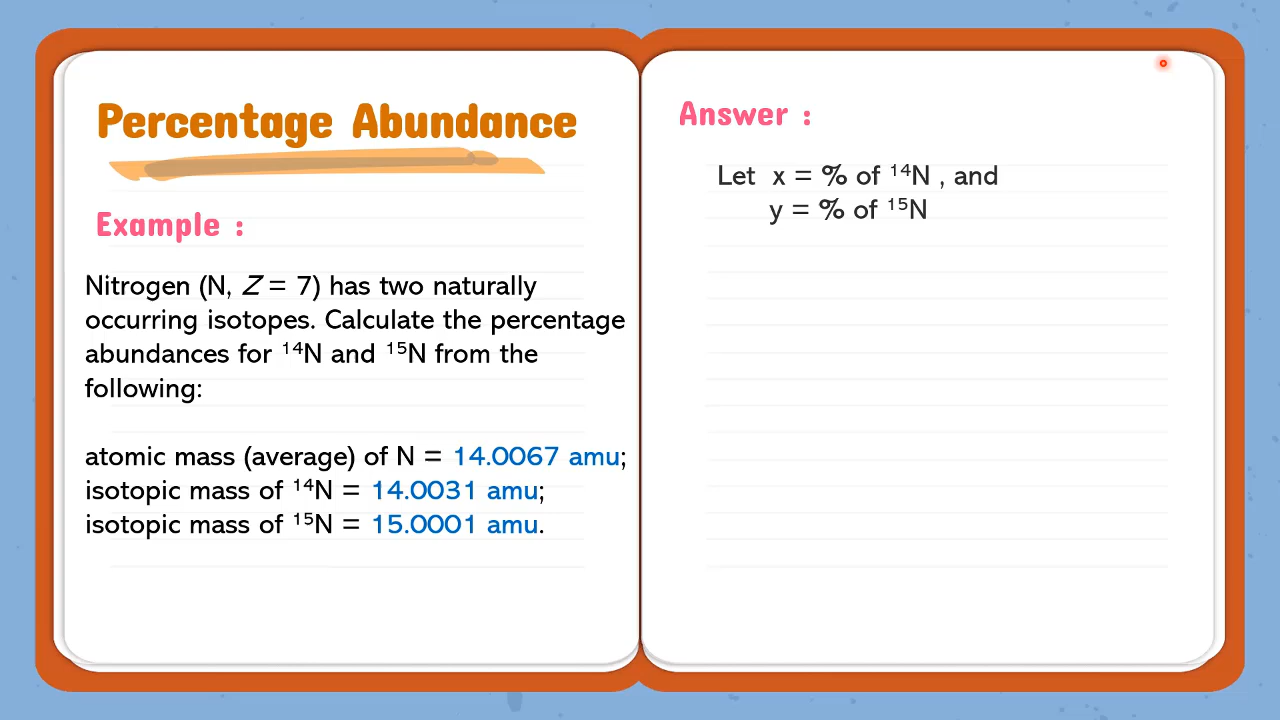 Percentage Abundance
Example :
Nitrogen (N, Z = 7) has two naturally
occurring isotopes. Calculate the percentage
abundances for ¹⁴N and ¹⁵N from the
following:
atomic mass (average) of N = 14.0067 amu;
isotopic mass of ¹⁴N = 14.0031 amu;
isotopic mass of ¹⁵N = 15.0001 amu.
Answer :
Let x = % of ¹⁴N , and
y = % of ¹⁵N